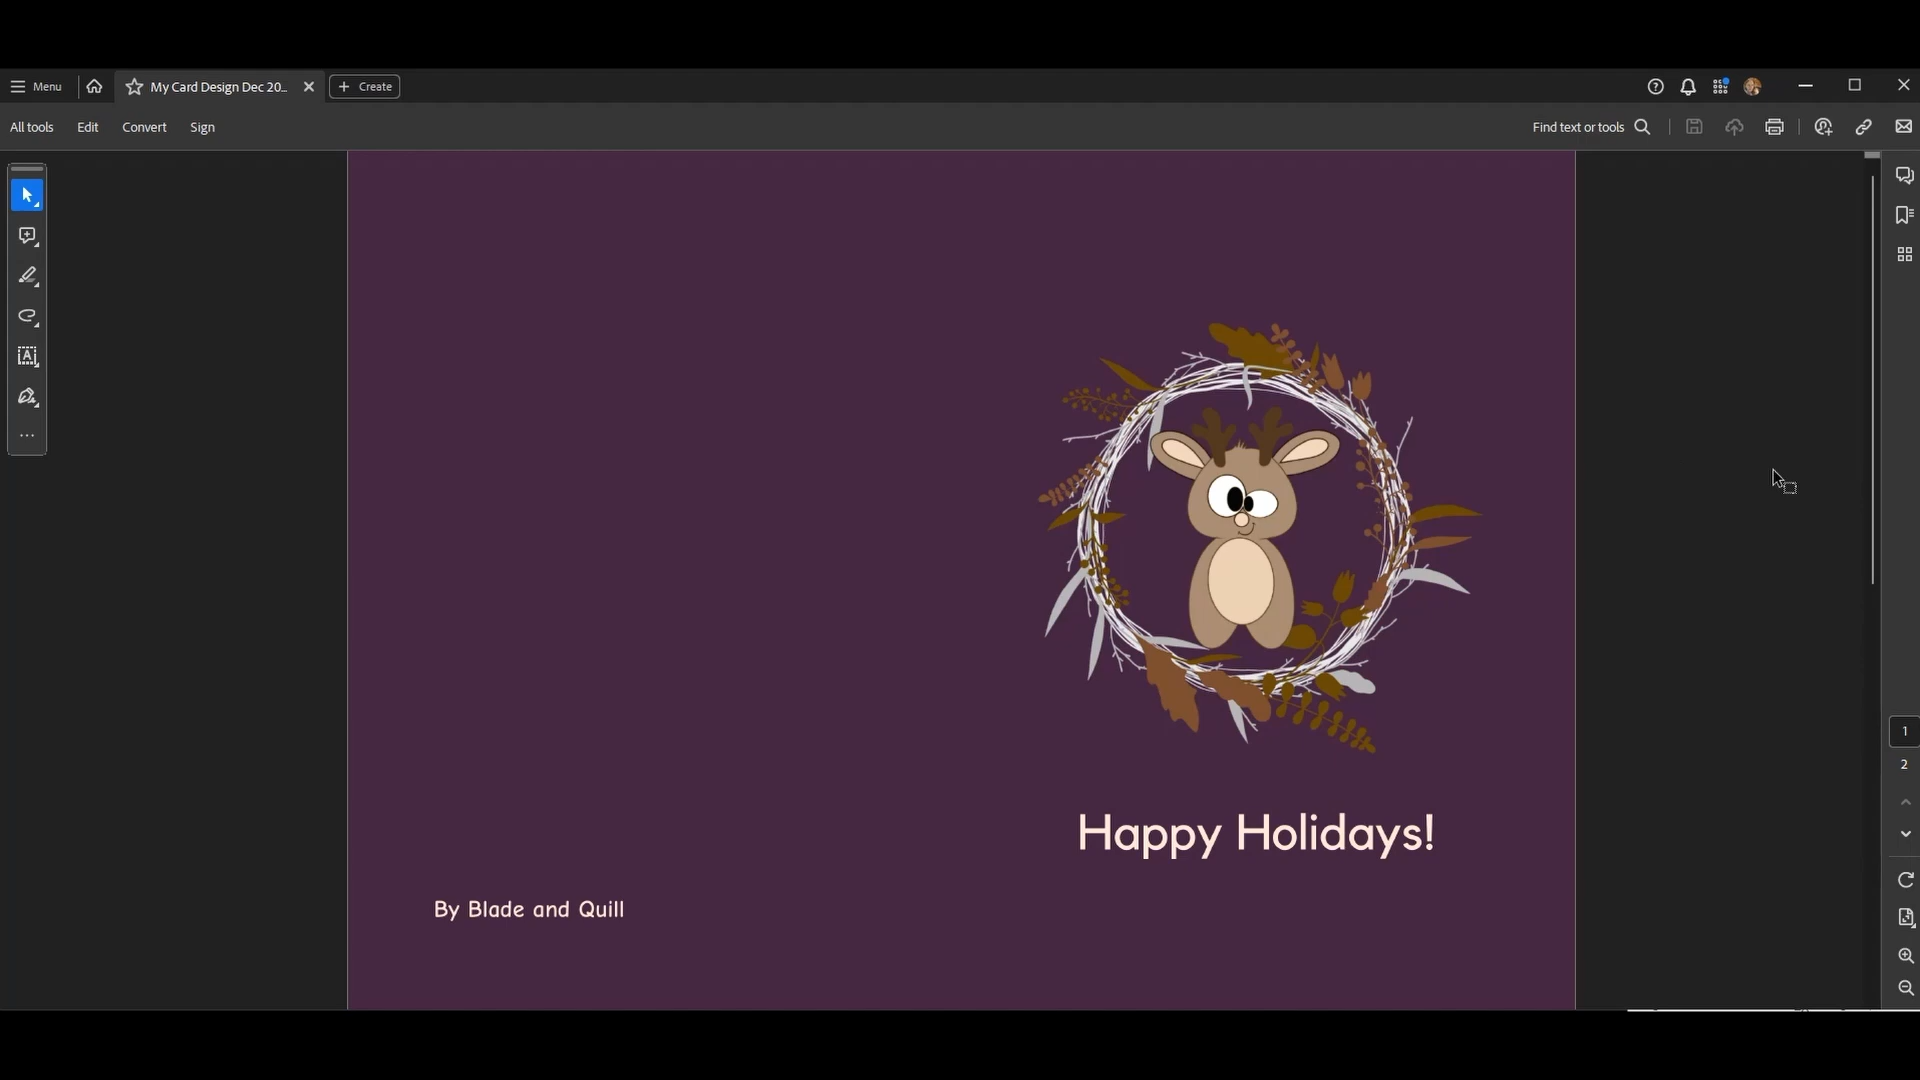 Menu
My Card Design Dec 20...
Create
All tools
Edit
Convert
Sign
Find text or tools
A
Happy Holidays!
By Blade and Quill
1
2